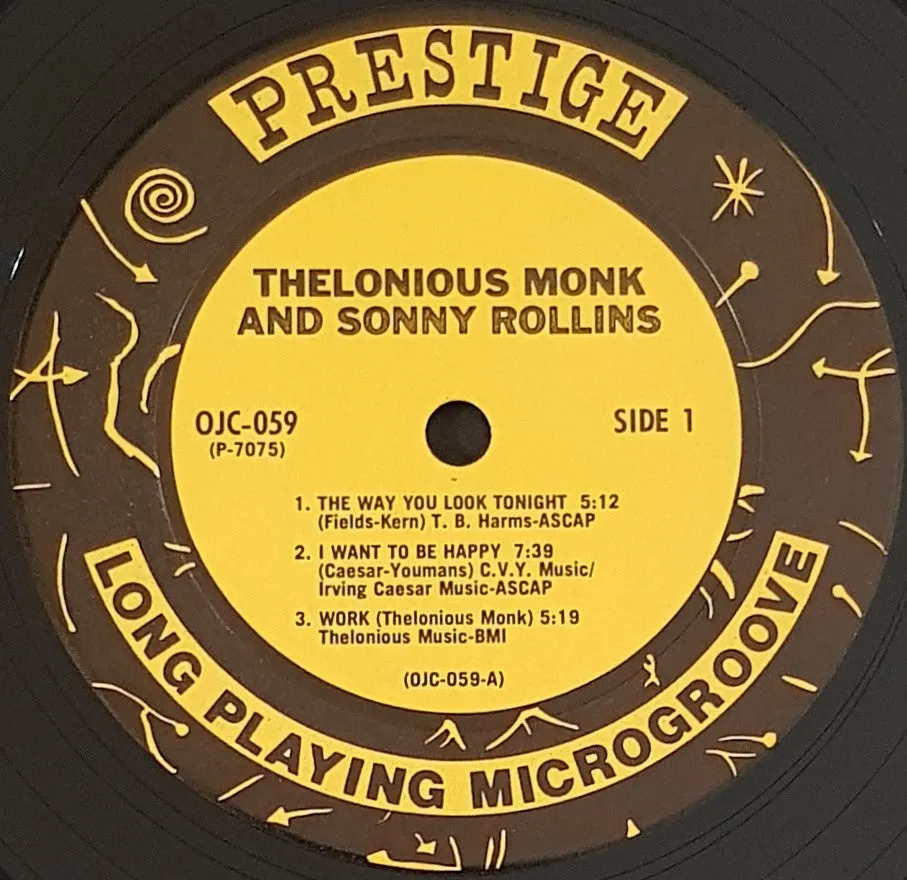 PRESTIGE
THELONIOUS MONK
AND SONNY ROLLINS
OJC-059
(P-7075)
SIDE 1
1. THE WAY YOU LOOK TONIGHT 5:12
(Fields-Kern) T. B. Harms-ASCAP
2. I WANT TO BE HAPPY 7:39
(Caesar-Youmans) C.V.Y. Music/
Irving Caesar Music-ASCAP
3. WORK (Thelonious Monk) 5:19
Thelonious Music-BMI
(OJC-059-A)
LONG PLAYING MICROGROOVE